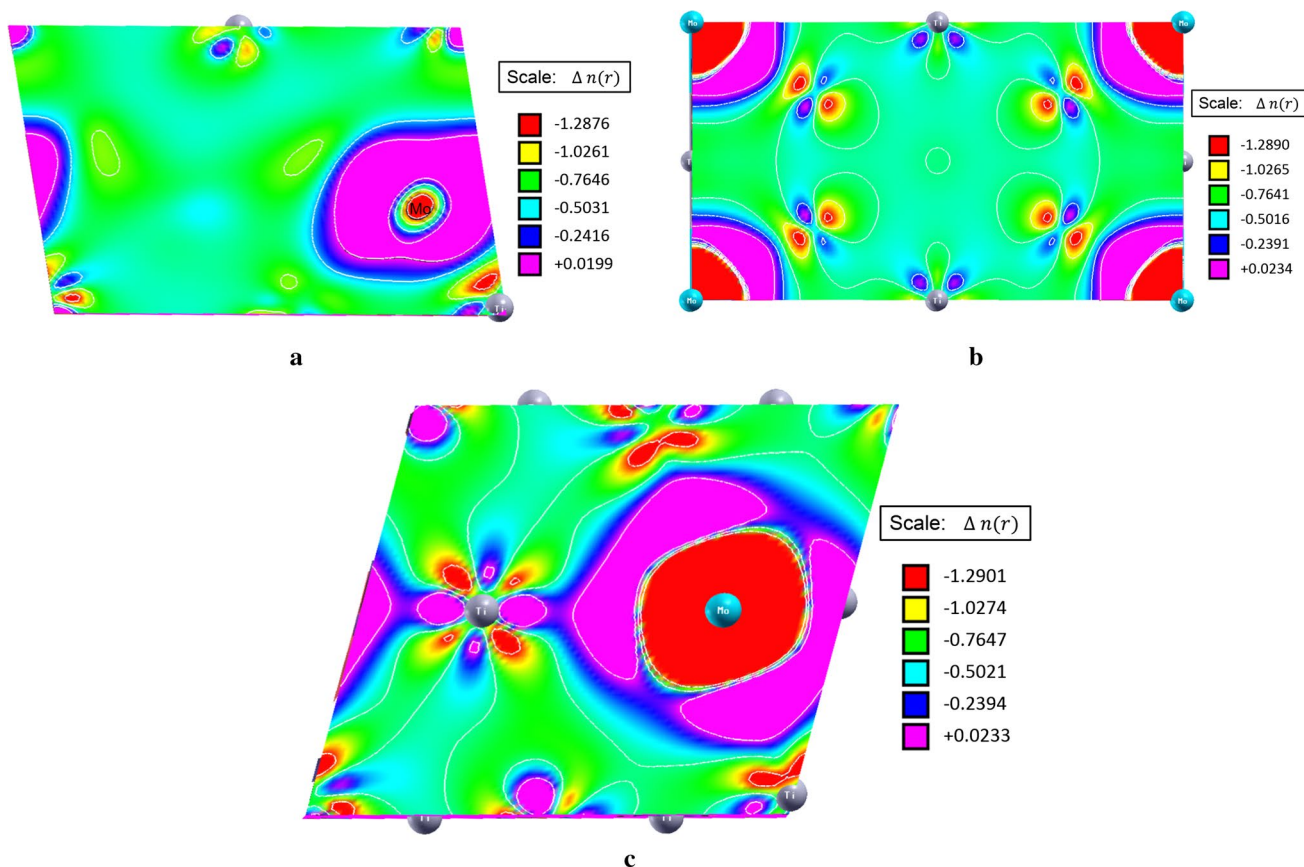 Ti
Scale: Δ n(r)
-1.2876
-1.0261
-0.7646
-0.5031
-0.2416
+0.0199
Mo
Ti
a
Mo Ti Mo
Scale: Δ n(r)
-1.2890
-1.0265
-0.7641
-0.5016
-0.2391
+0.0234
Mo Ti Mo
b
Scale: Δ n(r)
-1.2901
-1.0274
-0.7647
-0.5021
-0.2394
+0.0233
Ti Mo
Ti
c